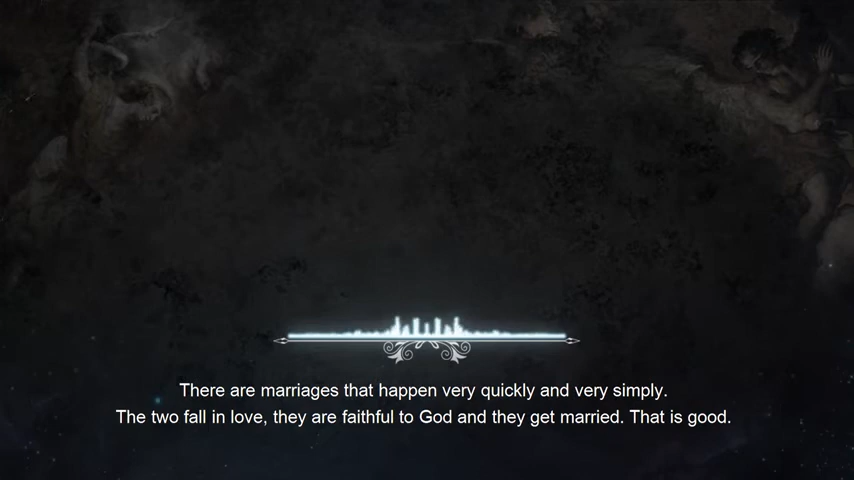 There are marriages that happen very quickly and very simply.
The two fall in love, they are faithful to God and they get married. That is good.